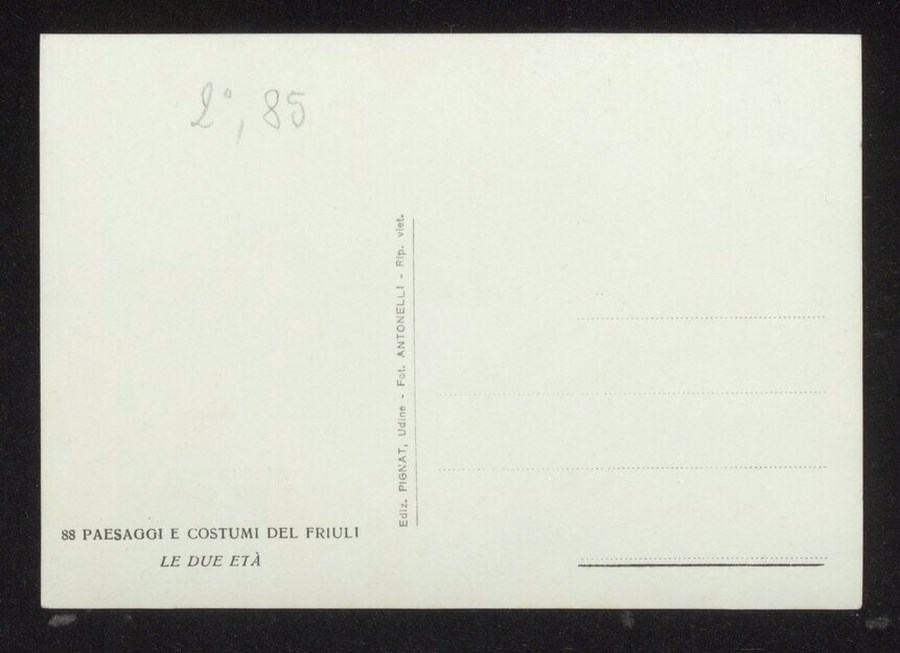 2°, 85
Ediz. PIGNAT, Udine - Fot. ANTONELLI - Rip. viet.
88 PAESAGGI E COSTUMI DEL FRIULI
LE DUE ETÀ